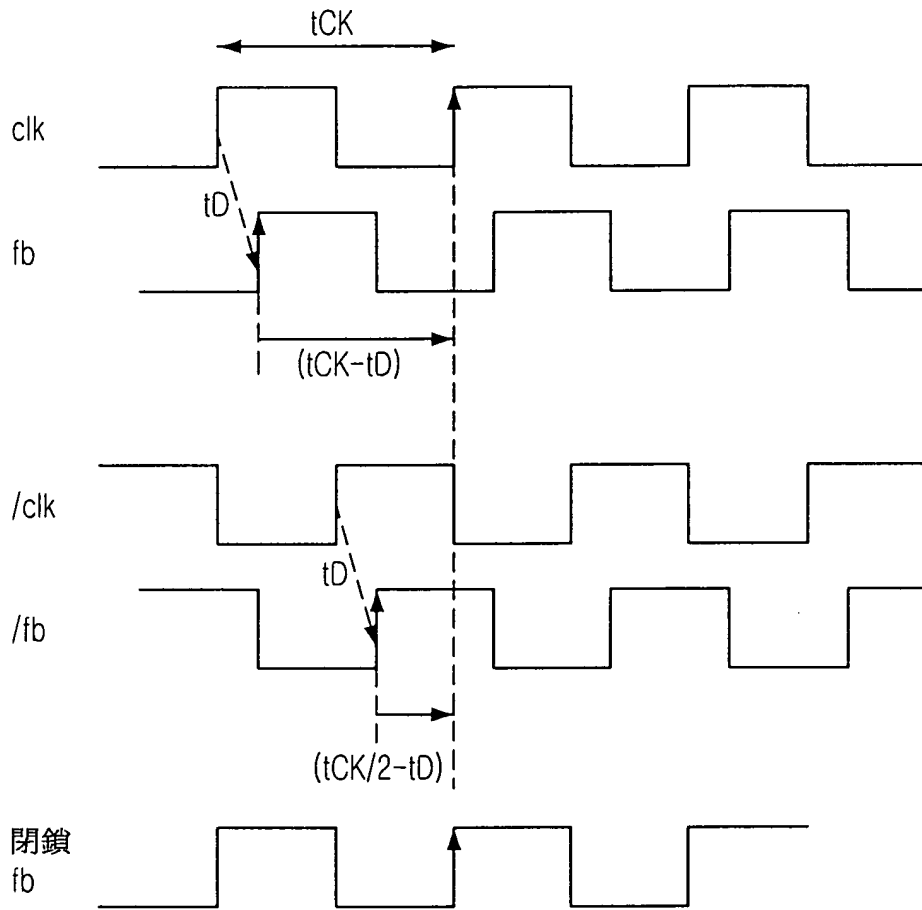 tCK
clk
tD
fb
(tCK-tD)
/clk
tD
/fb
(tCK/2-tD)
閉鎖
fb